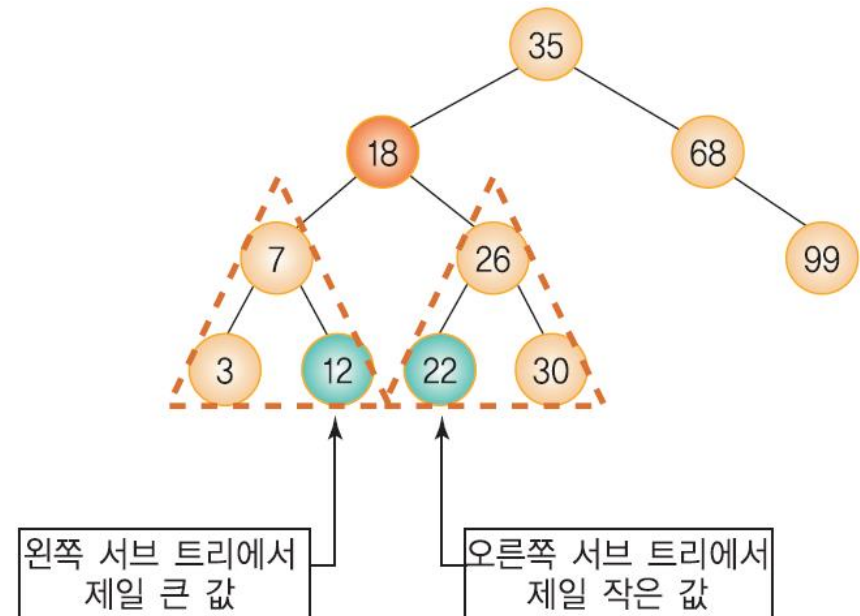 35
18
68
7
26
99
3
12
22
30
왼쪽 서브 트리에서
제일 큰 값
오른쪽 서브 트리에서
제일 작은 값